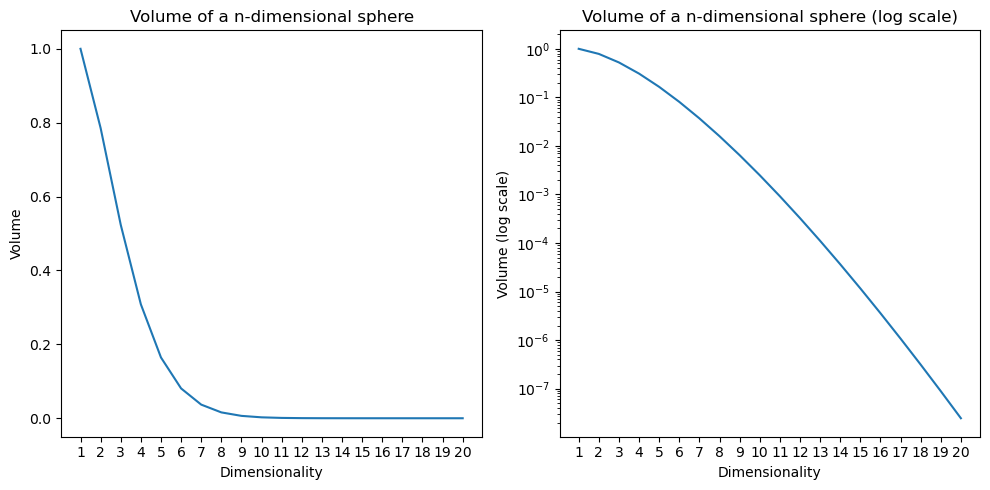 Volume of a n-dimensional sphere
1.0
0.8
0.6
0.4
0.2
0.0
Volume
1 2 3 4 5 6 7 8 9 10 11 12 13 14 15 16 17 18 19 20
Dimensionality
Volume of a n-dimensional sphere (log scale)
10⁰
10⁻¹
10⁻²
10⁻³
10⁻⁴
10⁻⁵
10⁻⁶
10⁻⁷
Volume (log scale)
1 2 3 4 5 6 7 8 9 10 11 12 13 14 15 16 17 18 19 20
Dimensionality